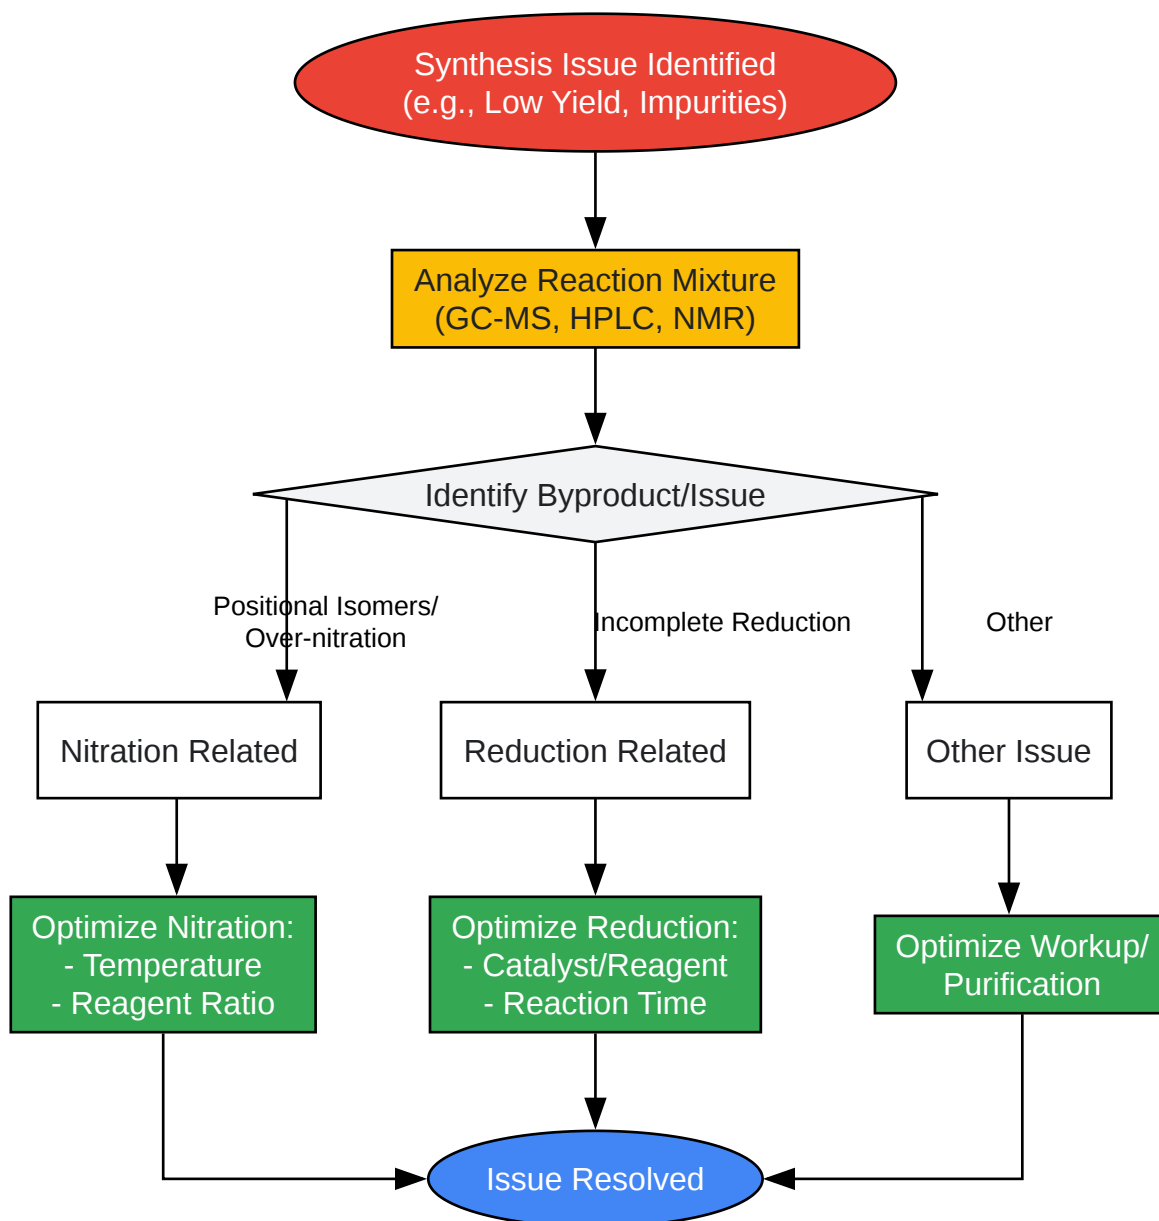 Synthesis Issue Identified
(e.g., Low Yield, Impurities)
Analyze Reaction Mixture
(GC-MS, HPLC, NMR)
Identify Byproduct/Issue
Positional Isomers/
Over-nitration
Incomplete Reduction
Other
Nitration Related
Reduction Related
Other Issue
Optimize Nitration:
- Temperature
- Reagent Ratio
Optimize Reduction:
- Catalyst/Reagent
- Reaction Time
Optimize Workup/
Purification
Issue Resolved